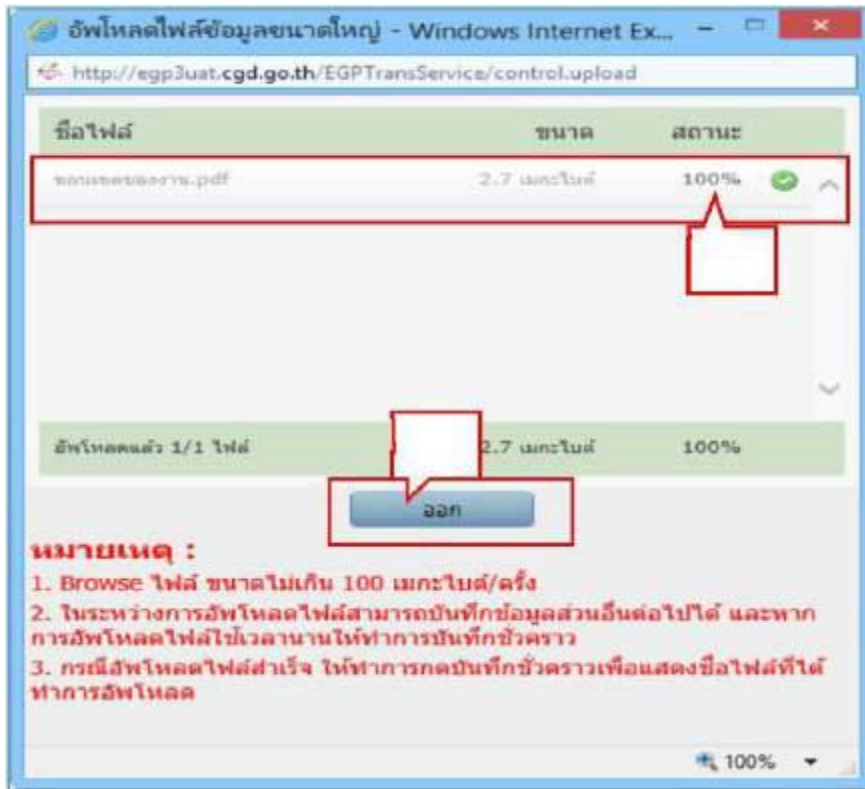 อัพโหลดไฟล์ข้อมูลขนาดใหญ่ - Windows Internet Ex...
http://egp3uat.cgd.go.th/EGPTransService/control.upload
ชื่อไฟล์ ขนาด สถานะ
ขอบเขตของงาน.pdf 2.7 เมกะไบต์ 100%
อัพโหลดแล้ว 1/1 ไฟล์ 2.7 เมกะไบต์ 100%
ออก
หมายเหตุ :
1. Browse ไฟล์ ขนาดไม่เกิน 100 เมกะไบต์/ครั้ง
2. ในระหว่างการอัพโหลดไฟล์สามารถบันทึกข้อมูลส่วนอื่นต่อไปได้ และหาก
การอัพโหลดไฟล์ใช้เวลานานให้ทำการบันทึกชั่วคราว
3. กรณีอัพโหลดไฟล์สำเร็จ ให้ทำการกดบันทึกชั่วคราวเพื่อแสดงชื่อไฟล์ที่ได้
ทำการอัพโหลด
100%